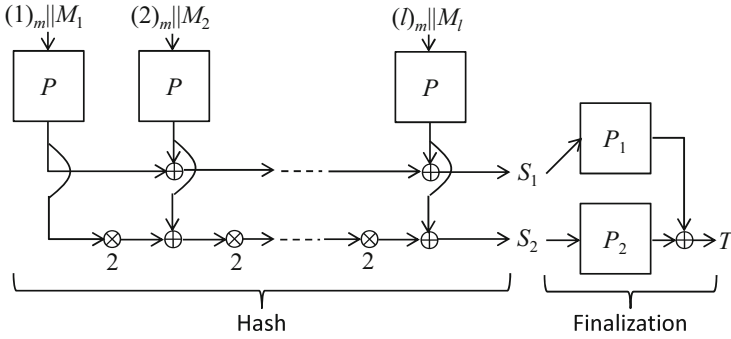 (1)ₘ||M₁ (2)ₘ||M₂ (l)ₘ||Mₗ
P P P P₁
S₁
S₂ P₂ T
2 2 2
Hash Finalization